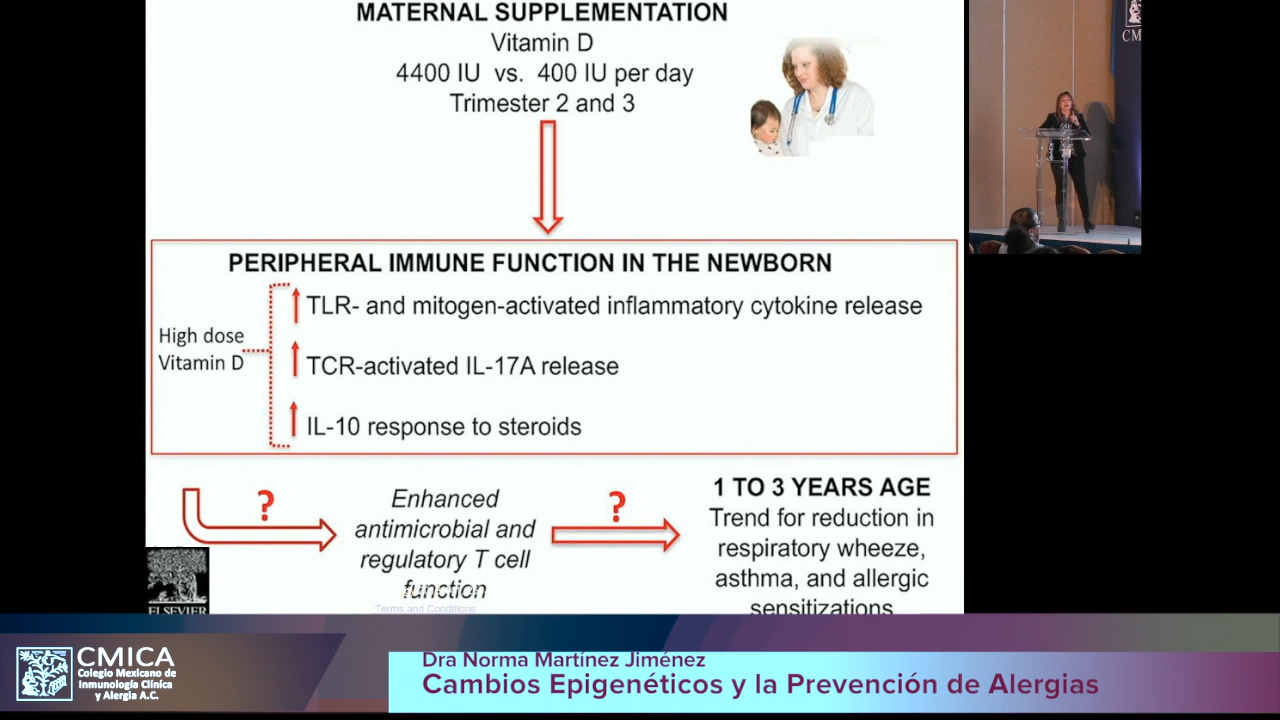 MATERNAL SUPPLEMENTATION
Vitamin D
4400 IU vs. 400 IU per day
Trimester 2 and 3
PERIPHERAL IMMUNE FUNCTION IN THE NEWBORN
High dose
Vitamin D
TLR- and mitogen-activated inflammatory cytokine release
TCR-activated IL-17A release
IL-10 response to steroids
?
Enhanced
antimicrobial and
regulatory T cell
function
Terms and Conditions
?
1 TO 3 YEARS AGE
Trend for reduction in
respiratory wheeze,
asthma, and allergic
sensitizations
ELSEVIER
CM
CMICA
Colegio Mexicano de
Inmunología Clínica
y Alergia A.C.
Dra Norma Martínez Jiménez
Cambios Epigenéticos y la Prevención de Alergias